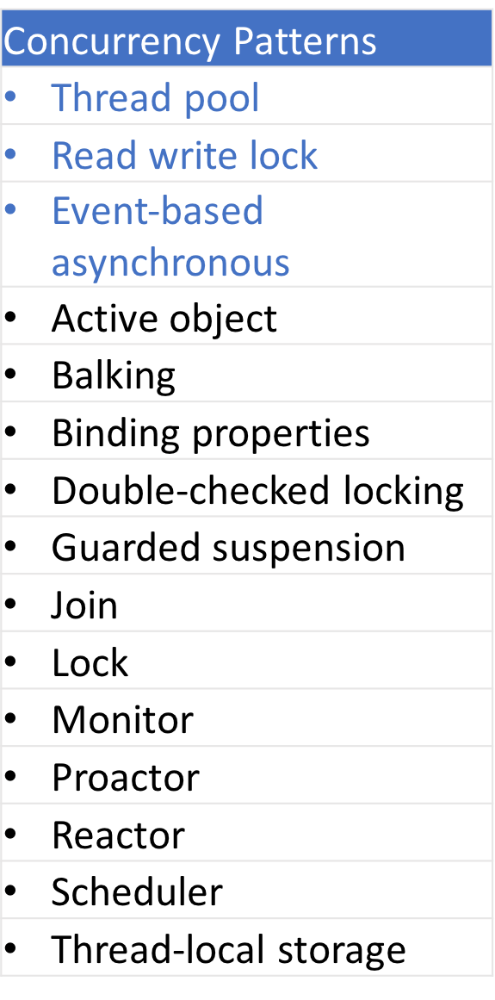 Concurrency Patterns
• Thread pool
• Read write lock
• Event-based
asynchronous
• Active object
• Balking
• Binding properties
• Double-checked locking
• Guarded suspension
• Join
• Lock
• Monitor
• Proactor
• Reactor
• Scheduler
• Thread-local storage